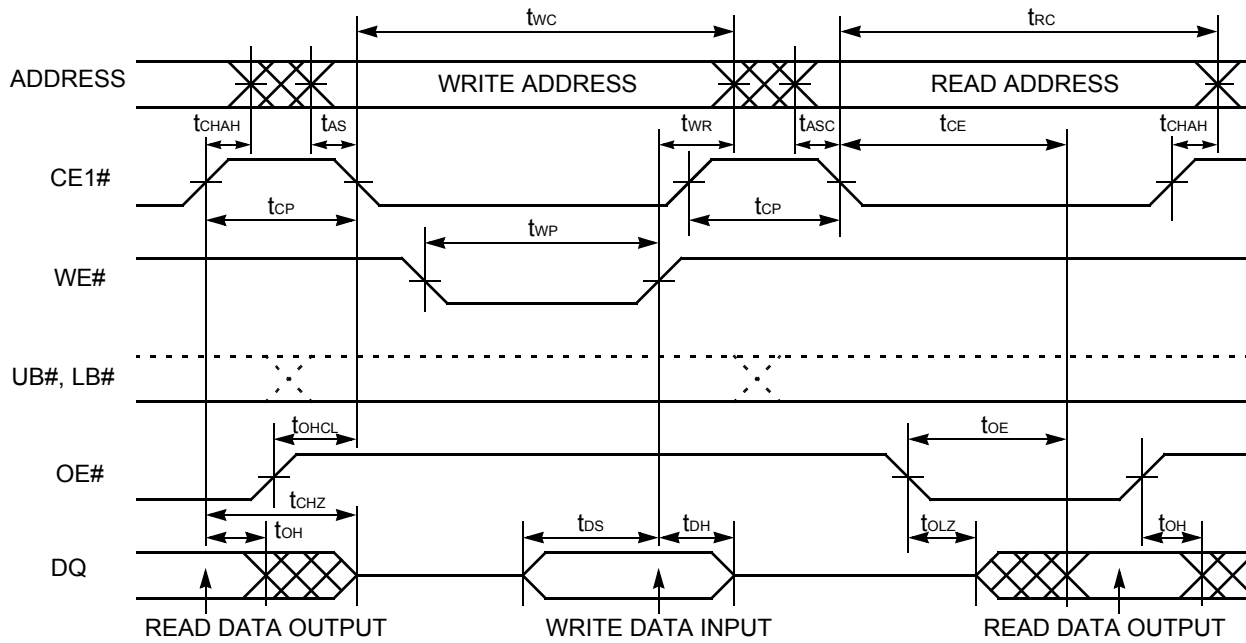 tWC tRC
ADDRESS WRITE ADDRESS READ ADDRESS
tCHAH tAS tWR tASC tCE tCHAH
CE1#
tCP tCP
tWP
WE#
UB#, LB#
tOHCL tOE
OE#
tCHZ
tOH tDS tDH tOLZ tOH
DQ
READ DATA OUTPUT WRITE DATA INPUT READ DATA OUTPUT